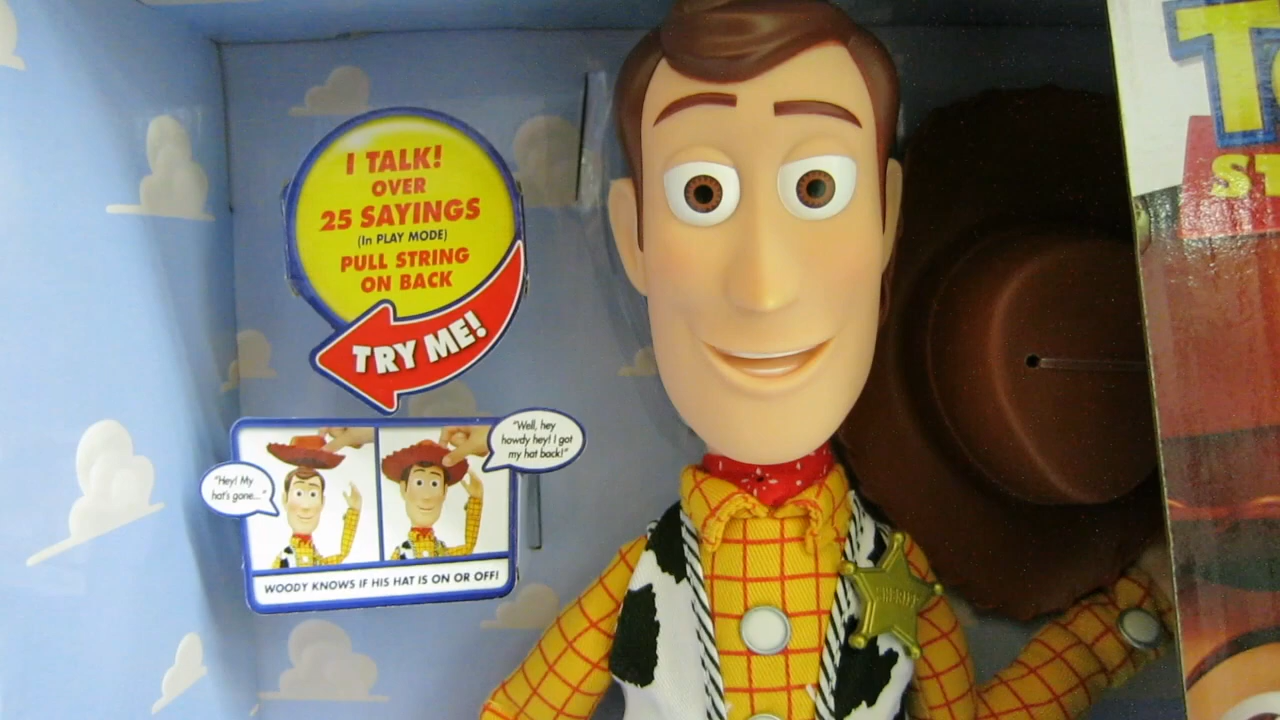 I TALK!
OVER
25 SAYINGS
(In PLAY MODE)
PULL STRING
ON BACK
TRY ME!
"Hey! My
hat's gone..."
"Well, hey
howdy hey! I got
my hat back!"
WOODY KNOWS IF HIS HAT IS ON OR OFF!
SHERIFF